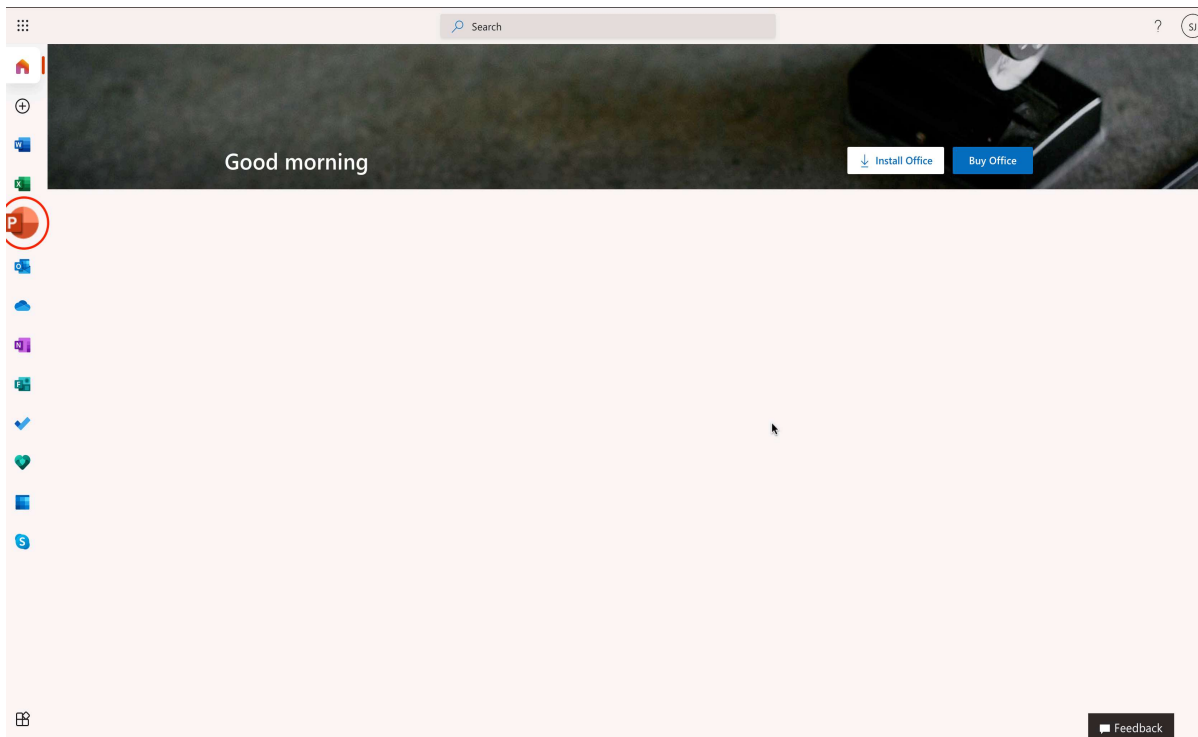 Search
?
SJ
Good morning
Install Office
Buy Office
W
X
P
O
N
F
S
Feedback